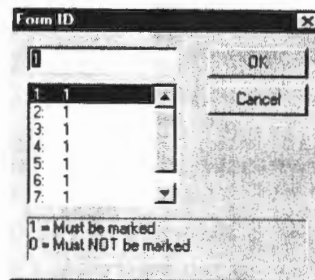 Form ID
0
OK
Cancel
1: 1
2: 1
3: 1
4: 1
5: 1
6: 1
7: 1
1 = Must be marked
0 = Must NOT be marked